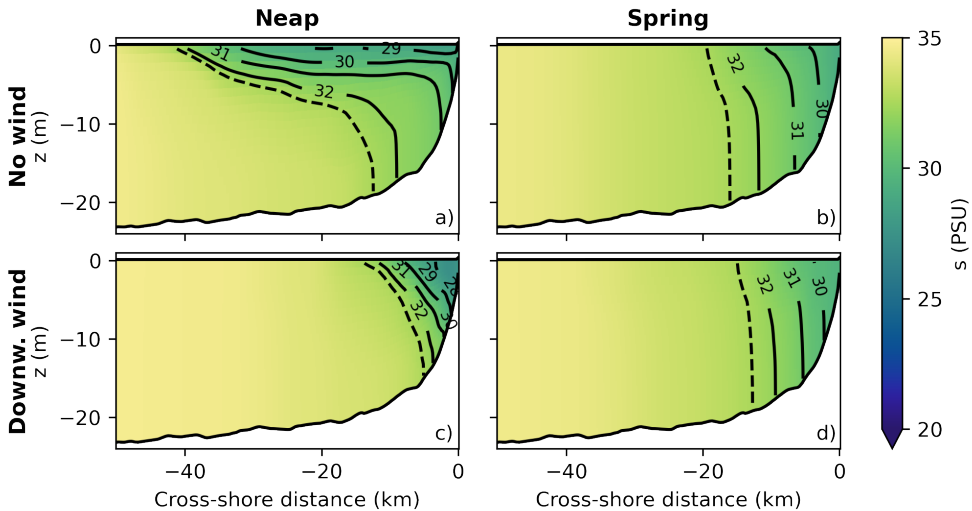 Neap
Spring
No wind
z (m)
0
−10
−20
31
30
29
32
a)
32
31
30
b)
Downw. wind
z (m)
0
−10
−20
31
29
28
32
30
c)
32
31
30
d)
−40
−20
0
Cross-shore distance (km)
−40
−20
0
Cross-shore distance (km)
35
30
25
20
s (PSU)